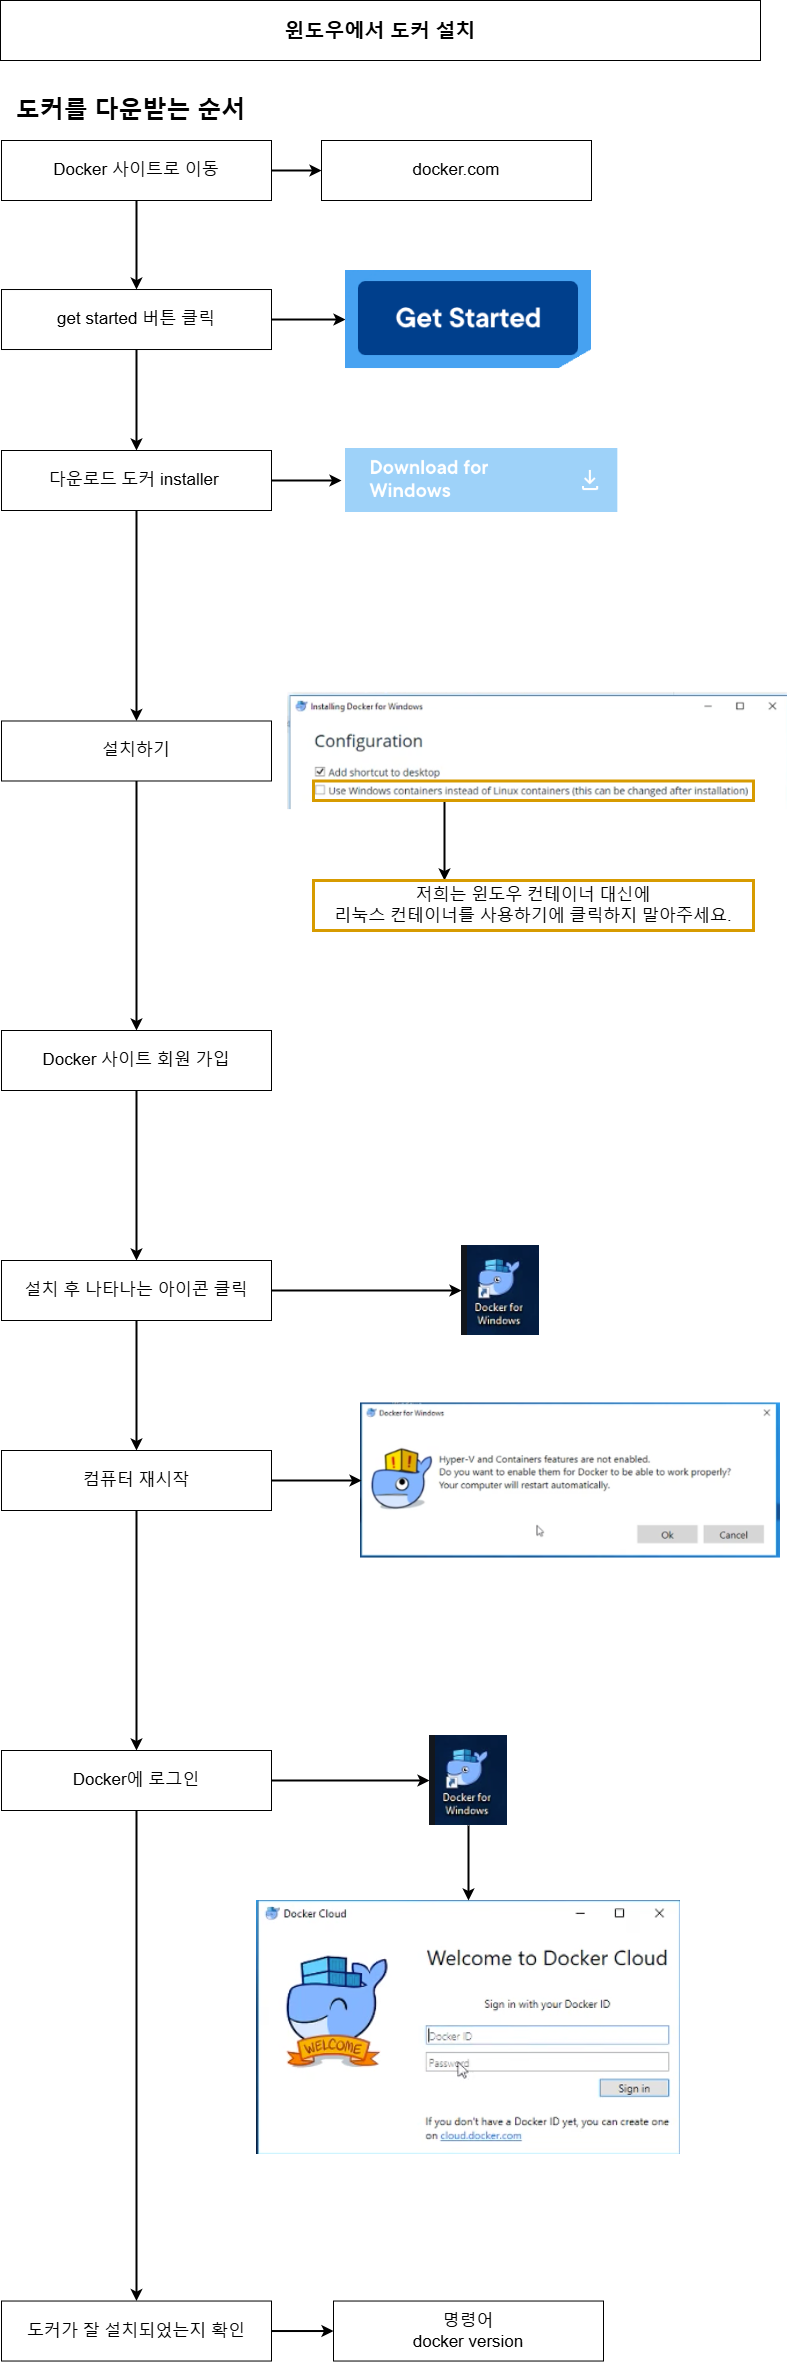 윈도우에서 도커 설치
도커를 다운받는 순서
Docker 사이트로 이동
docker.com
get started 버튼 클릭
Get Started
다운로드 도커 installer
Download for
Windows
설치하기
Installing Docker for Windows
Configuration
Add shortcut to desktop
Use Windows containers instead of Linux containers (this can be changed after installation)
저희는 윈도우 컨테이너 대신에
리눅스 컨테이너를 사용하기에 클릭하지 말아주세요.
Docker 사이트 회원 가입
설치 후 나타나는 아이콘 클릭
Docker for
Windows
컴퓨터 재시작
Docker for Windows
Hyper-V and Containers features are not enabled.
Do you want to enable them for Docker to be able to work properly?
Your computer will restart automatically.
Ok
Cancel
Docker에 로그인
Docker for
Windows
Docker Cloud
Welcome to Docker Cloud
WELCOME
Sign in with your Docker ID
Docker ID
Password
Sign in
If you don't have a Docker ID yet, you can create one
on cloud.docker.com
도커가 잘 설치되었는지 확인
명령어
docker version